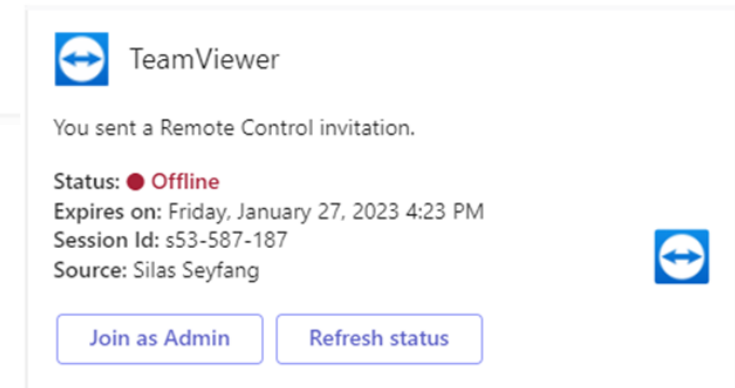 TeamViewer
You sent a Remote Control invitation.
Status: Offline
Expires on: Friday, January 27, 2023 4:23 PM
Session Id: s53-587-187
Source: Silas Seyfang
Join as Admin
Refresh status